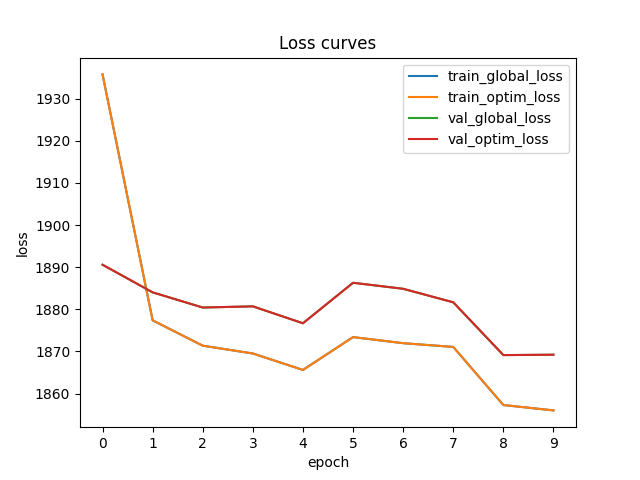 Loss curves
train_global_loss
train_optim_loss
val_global_loss
val_optim_loss
1930
1920
1910
1900
1890
1880
1870
1860
loss
0 1 2 3 4 5 6 7 8 9
epoch